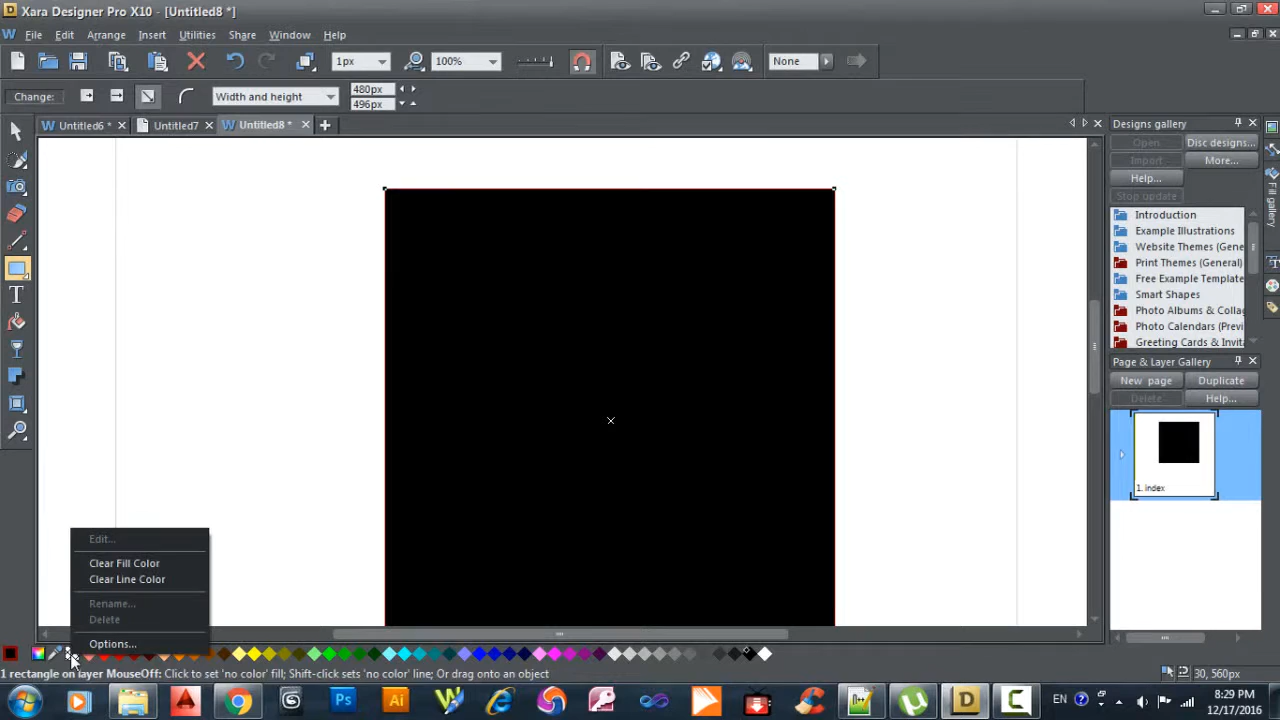 Xara Designer Pro X10 - [Untitled8 *]
File Edit Arrange Insert Utilities Share Window Help
1px 100% None
Change: Width and height 480px
496px
Untitled6 * Untitled7 Untitled8 *
Designs gallery
Open... Disc designs...
Import More...
Help...
Stop update
Introduction
Example Illustrations
Website Themes (Gene
Print Themes (General)
Free Example Template
Smart Shapes
Photo Albums & Colla
Photo Calendars (Previ
Greeting Cards & Invit
Fill gallery
Page & Layer Gallery
New page Duplicate
Delete Help...
1. index
Edit...
Clear Fill Color
Clear Line Color
Rename...
Delete
Options...
1 rectangle on layer MouseOff: Click to set 'no color' fill; Shift-click sets 'no color' line; Or drag onto an object
30, 560px
Ps Ai
EN 8:29 PM
12/17/2016